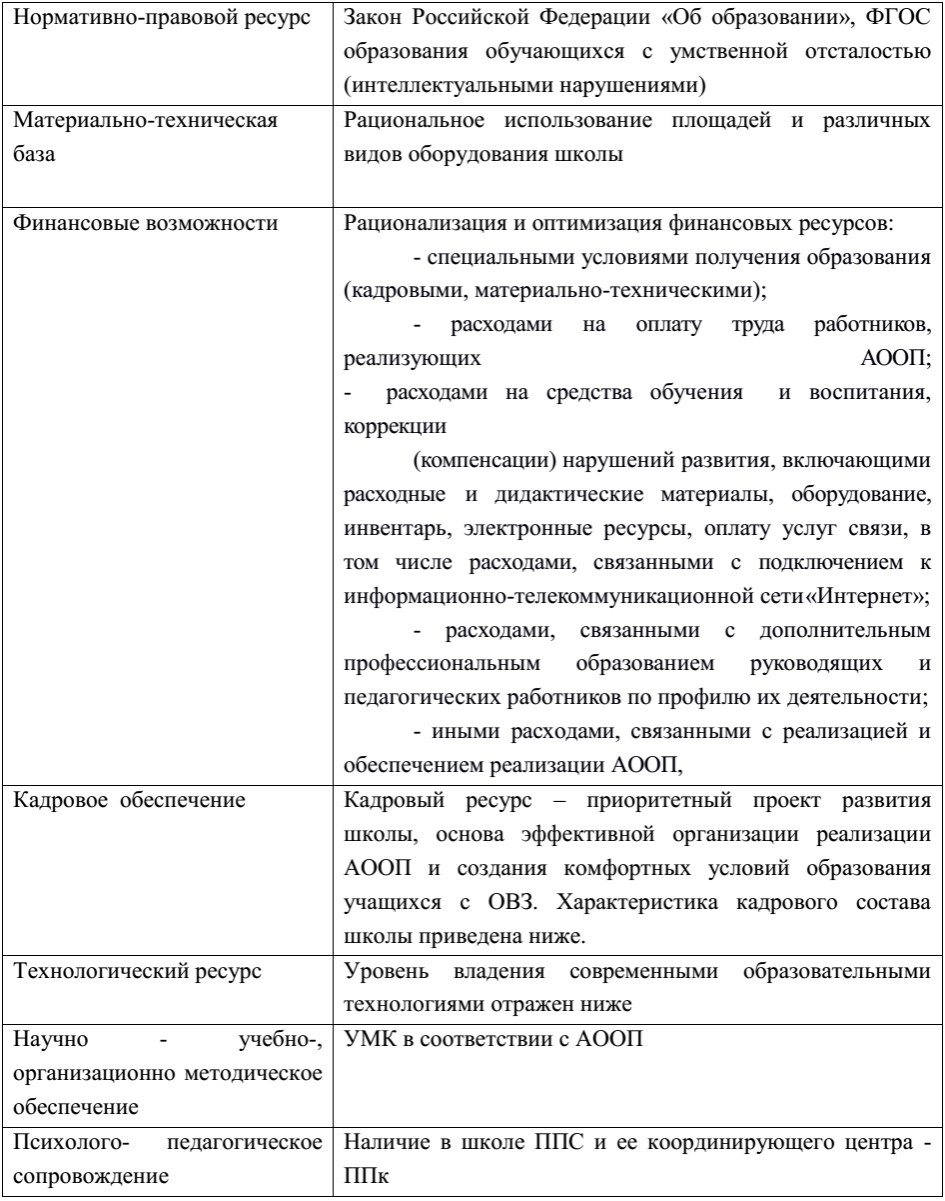 Нормативно-правовой ресурс
Закон Российской Федерации «Об образовании», ФГОС
образования обучающихся с умственной отсталостью
(интеллектуальными нарушениями)
Материально-техническая
база
Рациональное использование площадей и различных
видов оборудования школы
Финансовые возможности
Рационализация и оптимизация финансовых ресурсов:
- специальными условиями получения образования
(кадровыми, материально-техническими);
- расходами на оплату труда работников,
реализующих АООП;
- расходами на средства обучения и воспитания,
коррекции
(компенсации) нарушений развития, включающими
расходные и дидактические материалы, оборудование,
инвентарь, электронные ресурсы, оплату услуг связи, в
том числе расходами, связанными с подключением к
информационно-телекоммуникационной сети«Интернет»;
- расходами, связанными с дополнительным
профессиональным образованием руководящих и
педагогических работников по профилю их деятельности;
- иными расходами, связанными с реализацией и
обеспечением реализации АООП,
Кадровое обеспечение
Кадровый ресурс – приоритетный проект развития
школы, основа эффективной организации реализации
АООП и создания комфортных условий образования
учащихся с ОВЗ. Характеристика кадрового состава
школы приведена ниже.
Технологический ресурс
Уровень владения современными образовательными
технологиями отражен ниже
Научно - учебно-,
организационно методическое
обеспечение
УМК в соответствии с АООП
Психолого- педагогическое
сопровождение
Наличие в школе ППС и ее координирующего центра -
ППк